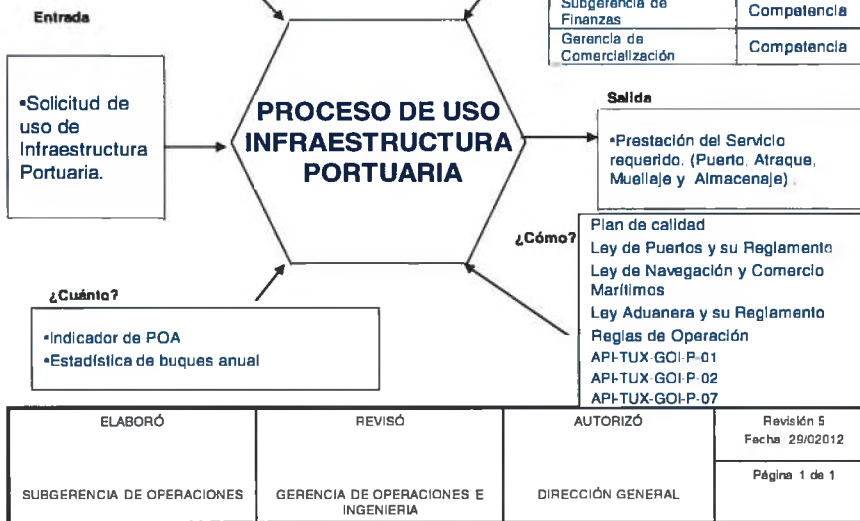 Subgerencia de
Finanzas
Competencia
Gerencia de
Comercialización
Competencia
Entrada
•Solicitud de
uso de
Infraestructura
Portuaria.
PROCESO DE USO
INFRAESTRUCTURA
PORTUARIA
Salida
•Prestación del Servicio
requerido. (Puerto, Atraque,
Muellaje y Almacenaje).
¿Cómo?
Plan de calidad
Ley de Puertos y su Reglamento
Ley de Navegación y Comercio
Marítimos
Ley Aduanera y su Reglamento
Reglas de Operación
API-TUX-GOI-P-01
API-TUX-GOI-P-02
API-TUX-GOI-P-07
¿Cuánto?
•Indicador de POA
•Estadística de buques anual
ELABORÓ
REVISÓ
AUTORIZÓ
Revisión 5
Fecha 29/02012
Página 1 de 1
SUBGERENCIA DE OPERACIONES
GERENCIA DE OPERACIONES E
INGENIERIA
DIRECCIÓN GENERAL